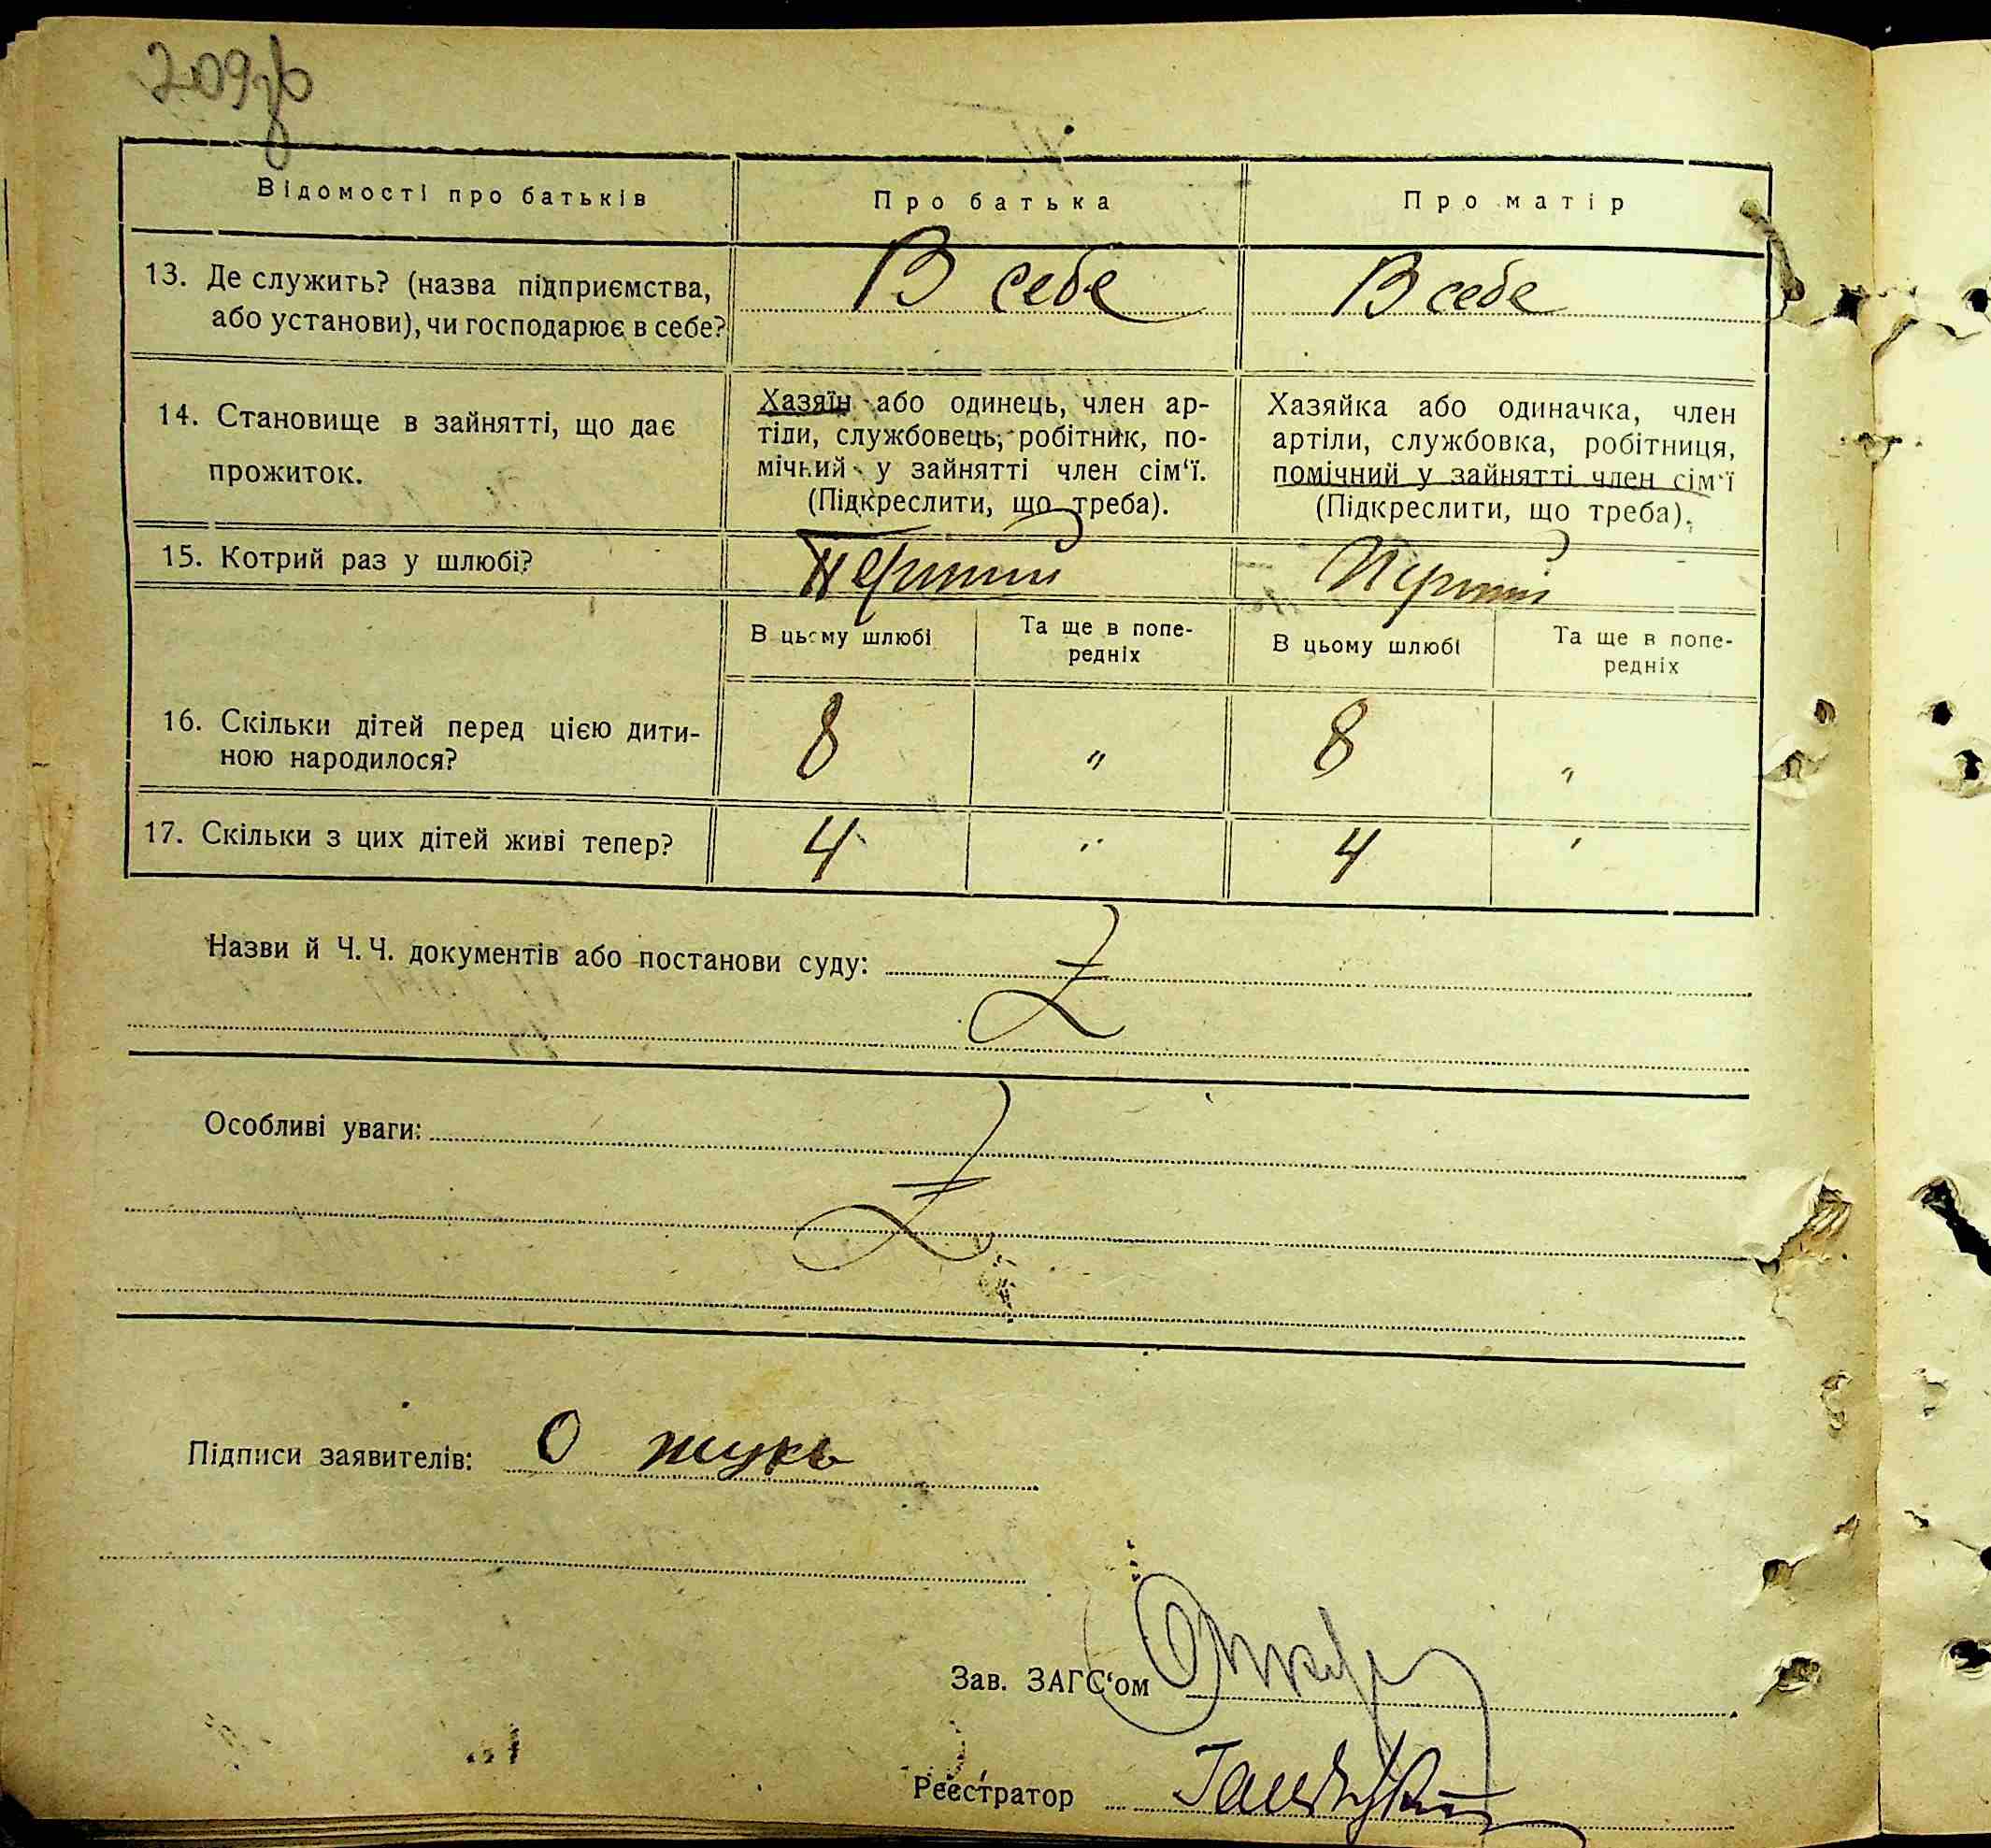 209зв
Відомості про батьків
Про батька
Про матір
13. Де служить? (назва підприємства,
або установи), чи господарює в себе?
В себе
В себе
14. Становище в зайнятті, що дає
прожиток.
Хазяїн або одинець, член ар-
тіли, службовець, робітник, по-
мічний у зайнятті член сім‘ї.
(Підкреслити, що треба).
Хазяйка або одиначка, член
артіли, службовка, робітниця,
помічний у зайнятті член сім‘ї
(Підкреслити, що треба).
15. Котрий раз у шлюбі?
Перший
Перший
В цьому шлюбі
Та ще в попе-
редніх
В цьому шлюбі
Та ще в попе-
редніх
16. Скільки дітей перед цією дити-
ною народилося?
8
"
8
"
17. Скільки з цих дітей живі тепер?
4
"
4
"
Назви й Ч. Ч. документів або постанови суду:
Z
Особливі уваги:
Z
Підписи заявителів: О жукъ
Зав. ЗАГС‘ом
Реєстратор